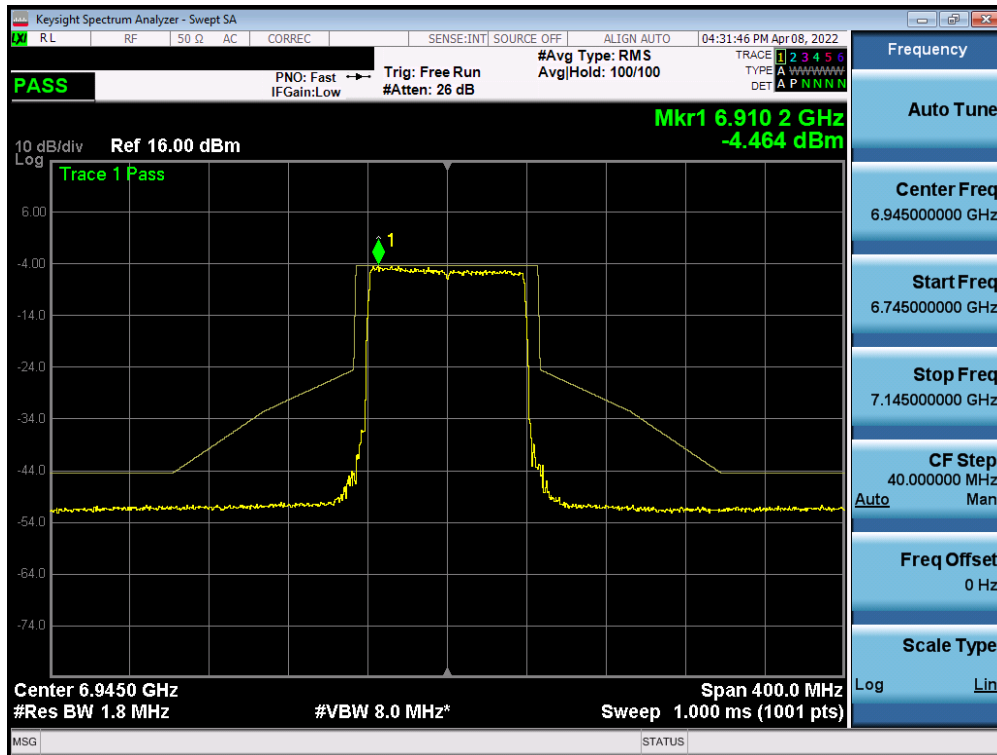 LXI Keysight Spectrum Analyzer - Swept SA
RL RF 50 Ω AC CORREC SENSE:INT SOURCE OFF ALIGN AUTO 04:31:46 PM Apr 08, 2022
PASS
PNO: Fast
IFGain:Low
Trig: Free Run
#Atten: 26 dB
#Avg Type: RMS
Avg|Hold: 100/100
TRACE 1 2 3 4 5 6
TYPE A WWWWW
DET A P N N N N
Mkr1 6.910 2 GHz
-4.464 dBm
10 dB/div Ref 16.00 dBm
Log
Trace 1 Pass
1
6.00
-4.00
-14.0
-24.0
-34.0
-44.0
-54.0
-64.0
-74.0
Center 6.9450 GHz Span 400.0 MHz
#Res BW 1.8 MHz #VBW 8.0 MHz* Sweep 1.000 ms (1001 pts)
MSG STATUS
Frequency
Auto Tune
Center Freq
6.945000000 GHz
Start Freq
6.745000000 GHz
Stop Freq
7.145000000 GHz
CF Step
40.000000 MHz
Auto Man
Freq Offset
0 Hz
Scale Type
Log Lin